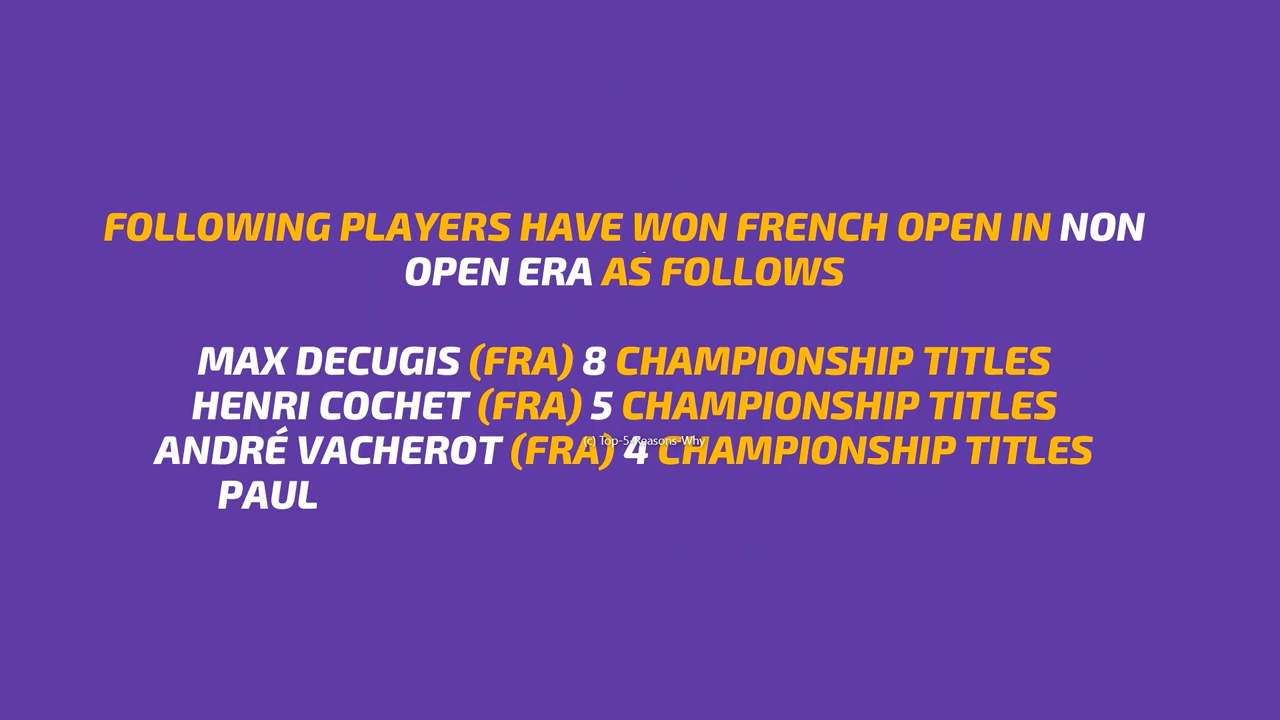 FOLLOWING PLAYERS HAVE WON FRENCH OPEN IN NON
OPEN ERA AS FOLLOWS
MAX DECUGIS (FRA) 8 CHAMPIONSHIP TITLES
HENRI COCHET (FRA) 5 CHAMPIONSHIP TITLES
(c) Top-5-Reasons-Why
ANDRÉ VACHEROT (FRA) 4 CHAMPIONSHIP TITLES
PAUL